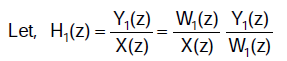 Let, H₁(z) = Y₁(z)/X(z) = W₁(z)/X(z) Y₁(z)/W₁(z)